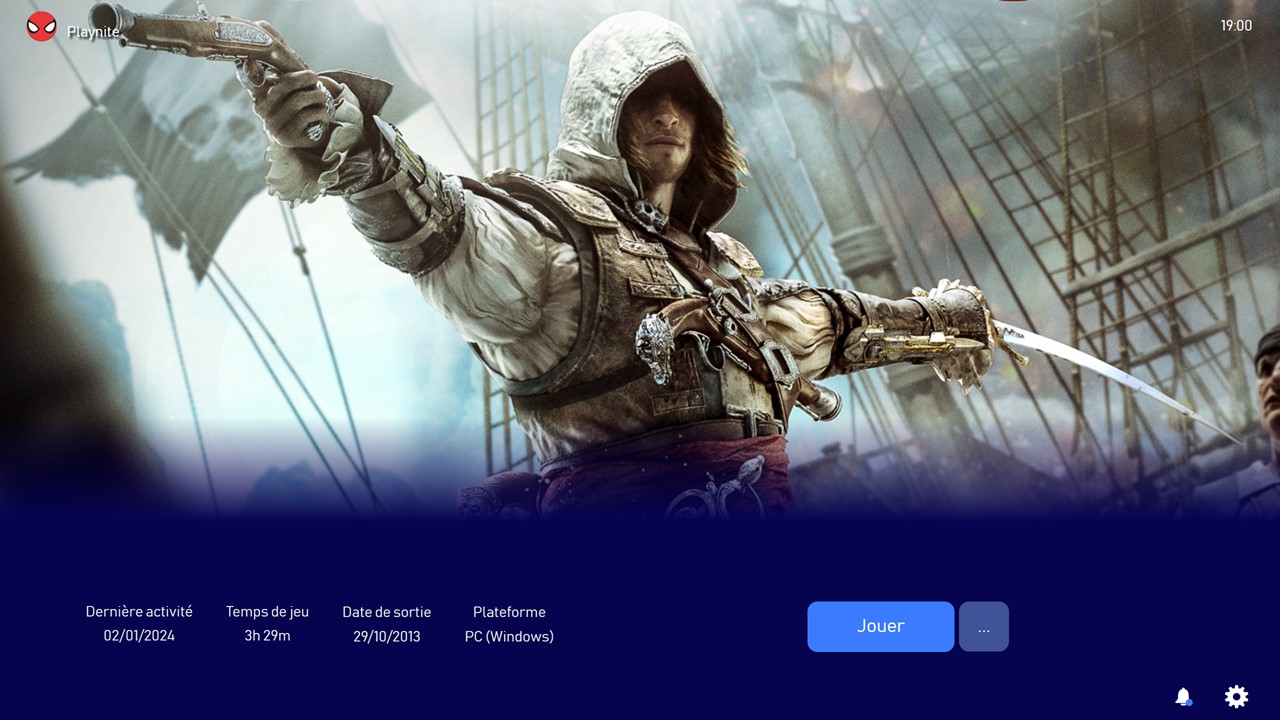 Playnite
19:00
Dernière activité
02/01/2024
Temps de jeu
3h 29m
Date de sortie
29/10/2013
Plateforme
PC (Windows)
Jouer
...